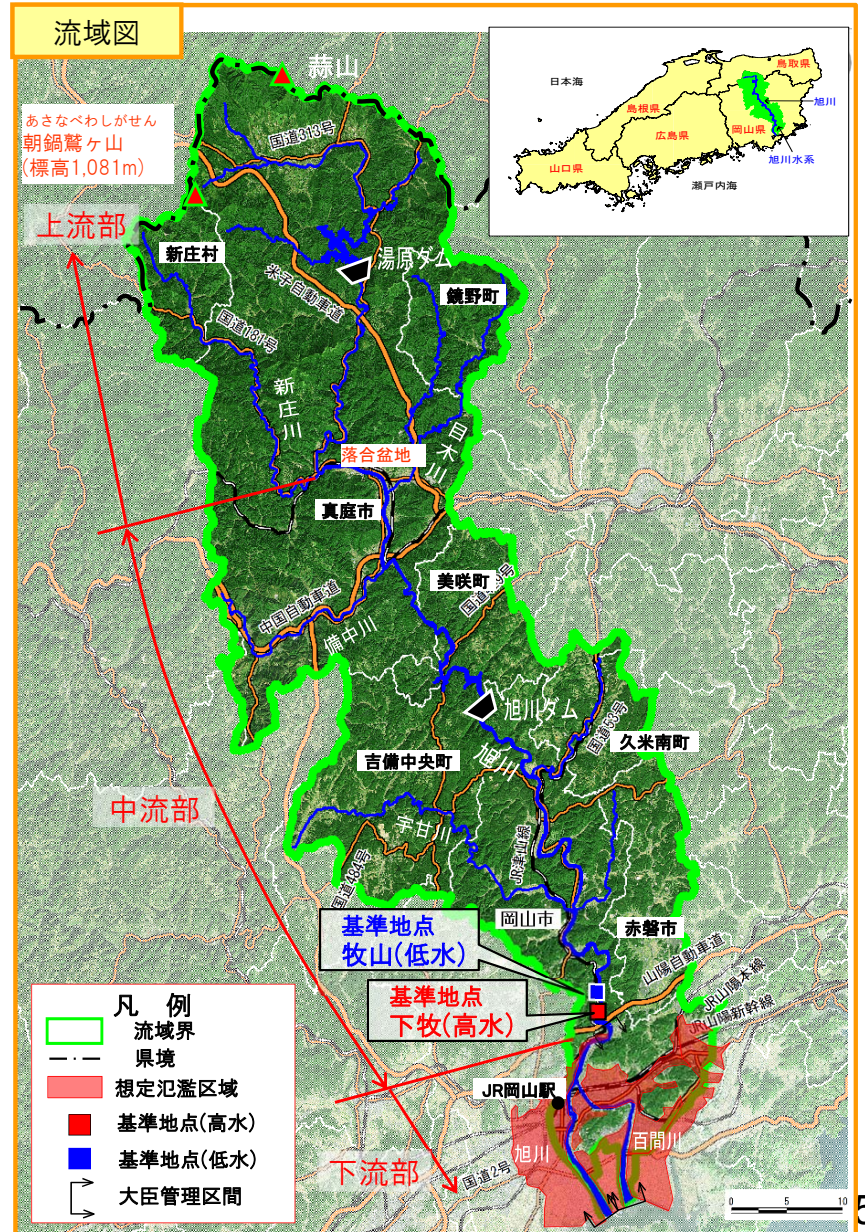 流域図
蒜山
あさなべわしがせん
朝鍋鷲ヶ山
(標高1,081m)
日本海
鳥取県
島根県
旭川
広島県
岡山県
山口県
旭川水系
瀬戸内海
国道313号
上流部
新庄村
湯原ダム
米子自動車道
鏡野町
国道181号
新庄川
目木川
落合盆地
真庭市
美咲町
中国自動車道
備中川
旭川ダム
国道53号
旭川
久米南町
吉備中央町
中流部
宇甘川
JR津山線
国道484号
岡山市
基準地点
牧山(低水)
赤磐市
山陽自動車道
基準地点
下牧(高水)
JR山陽本線
JR山陽新幹線
JR岡山駅
旭川
百間川
下流部
国道2号
凡 例
流域界
県境
想定氾濫区域
基準地点(高水)
基準地点(低水)
大臣管理区間
0 5 10
5